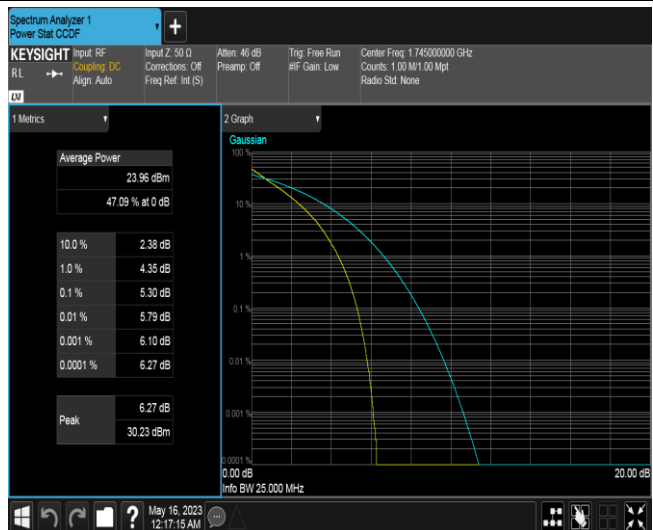 Spectrum Analyzer 1
Power Stat CCDF
+
KEYSIGHT Input: RF Input Z: 50 Ω Atten: 46 dB Trig: Free Run Center Freq: 1.745000000 GHz
RL Coupling: DC Corrections: Off Preamp: Off #IF Gain: Low Counts: 1.00 M/1.00 Mpt
Align: Auto Freq Ref: Int (S) Radio Std: None
LXI
1 Metrics
Average Power
23.96 dBm
47.09 % at 0 dB
10.0 % 2.38 dB
1.0 % 4.35 dB
0.1 % 5.30 dB
0.01 % 5.79 dB
0.001 % 6.10 dB
0.0001 % 6.27 dB
Peak 6.27 dB
30.23 dBm
2 Graph
Gaussian
100 %
10 %
1 %
0.1 %
0.01 %
0.001 %
0.0001 %
0.00 dB 20.00 dB
Info BW 25.000 MHz
? May 16, 2023
12:17:15 AM